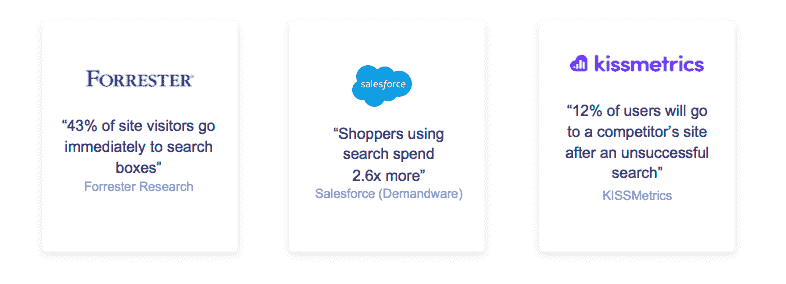 FORRESTER®
“43% of site visitors go
immediately to search
boxes”
Forrester Research
salesforce
“Shoppers using
search spend
2.6x more”
Salesforce (Demandware)
kissmetrics
“12% of users will go
to a competitor’s site
after an unsuccessful
search”
KISSMetrics